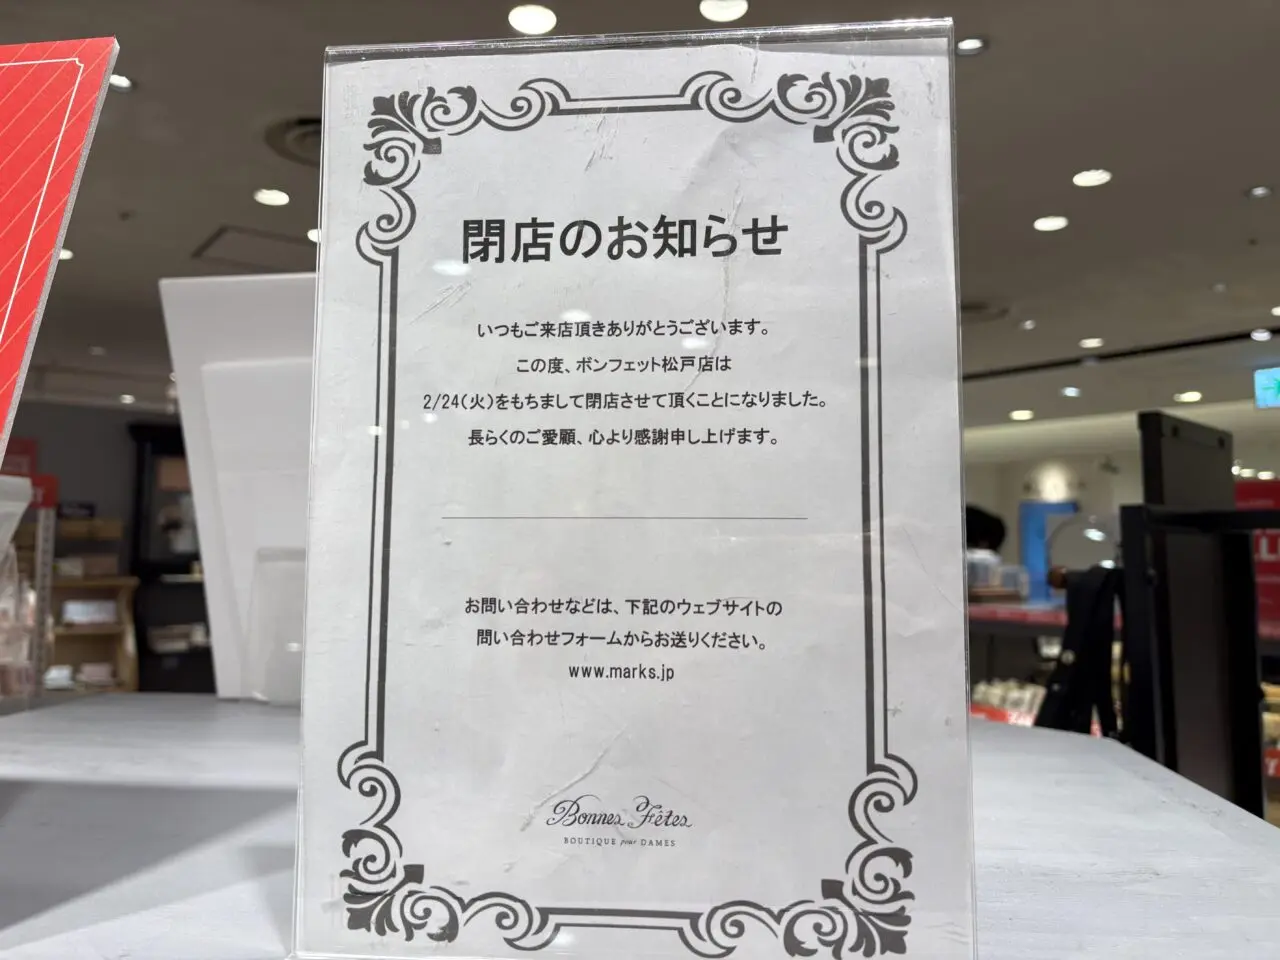 閉店のお知らせ
いつもご来店頂きありがとうございます。
この度、ボンフェット松戸店は
2/24(火)をもちまして閉店させて頂くことになりました。
長らくのご愛顧、心より感謝申し上げます。
お問い合わせなどは、下記のウェブサイトの
問い合わせフォームからお送りください。
www.marks.jp
Bonnes Fêtes
BOUTIQUE pour DAMES